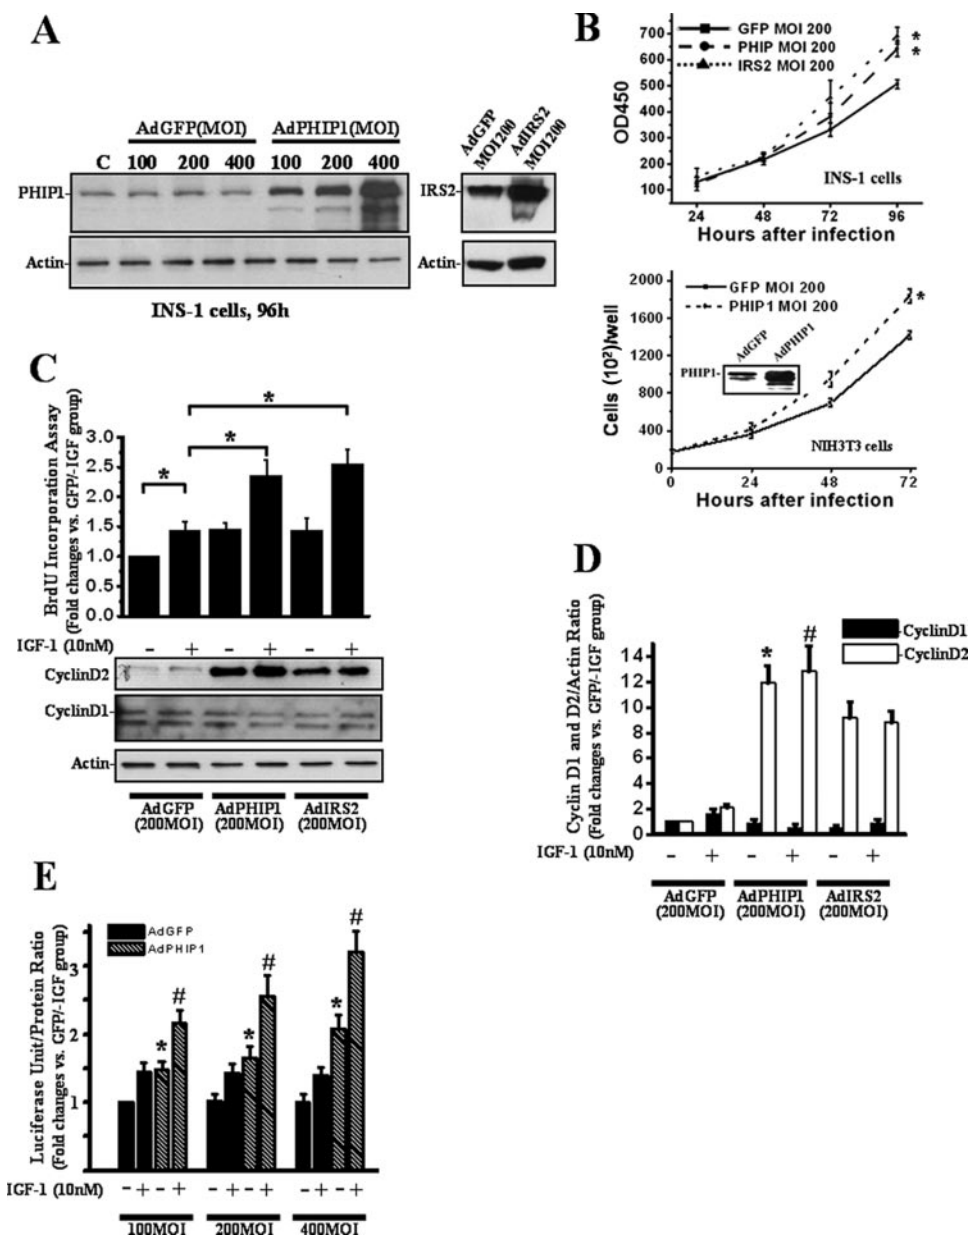 A
AdGFP(MOI) AdPHIP1(MOI)
C 100 200 400 100 200 400
PHIP1-
Actin-
INS-1 cells, 96h
AdGFP MOI200
AdIRS2 MOI200
IRS2-
Actin-
B
OD450
700
600
500
400
300
200
100
GFP MOI 200
PHIP MOI 200
IRS2 MOI 200
*
*
INS-1 cells
24 48 72 96
Hours after infection
Cells (10²)/well
2000
1600
1200
800
400
0
GFP MOI 200
PHIP1 MOI 200
*
AdGFP
AdPHIP1
PHIP1-
NIH3T3 cells
0 24 48 72
Hours after infection
C
BrdU Incorporation Assay
(Fold changes vs. GFP/-IGF group)
3.0
2.5
2.0
1.5
1.0
0.5
0.0
*
*
*
IGF-1 (10nM) - + - + - +
CyclinD2
CyclinD1
Actin-
AdGFP AdPHIP1 AdIRS2
(200MOI) (200MOI) (200MOI)
D
Cyclin D1 and D2/Actin Ratio
(Fold changes vs. GFP/-IGF group)
14
12
10
8
6
4
2
0
CyclinD1
CyclinD2
* #
IGF-1 (10nM) - + - + - +
AdGFP AdPHIP1 AdIRS2
(200MOI) (200MOI) (200MOI)
E
Luciferase Unit/Protein Ratio
(Fold changes vs. GFP/-IGF group)
3
2
1
AdGFP
AdPHIP1
* # * # * #
IGF-1 (10nM) - + - + - + - + - + - +
100MOI 200MOI 400MOI